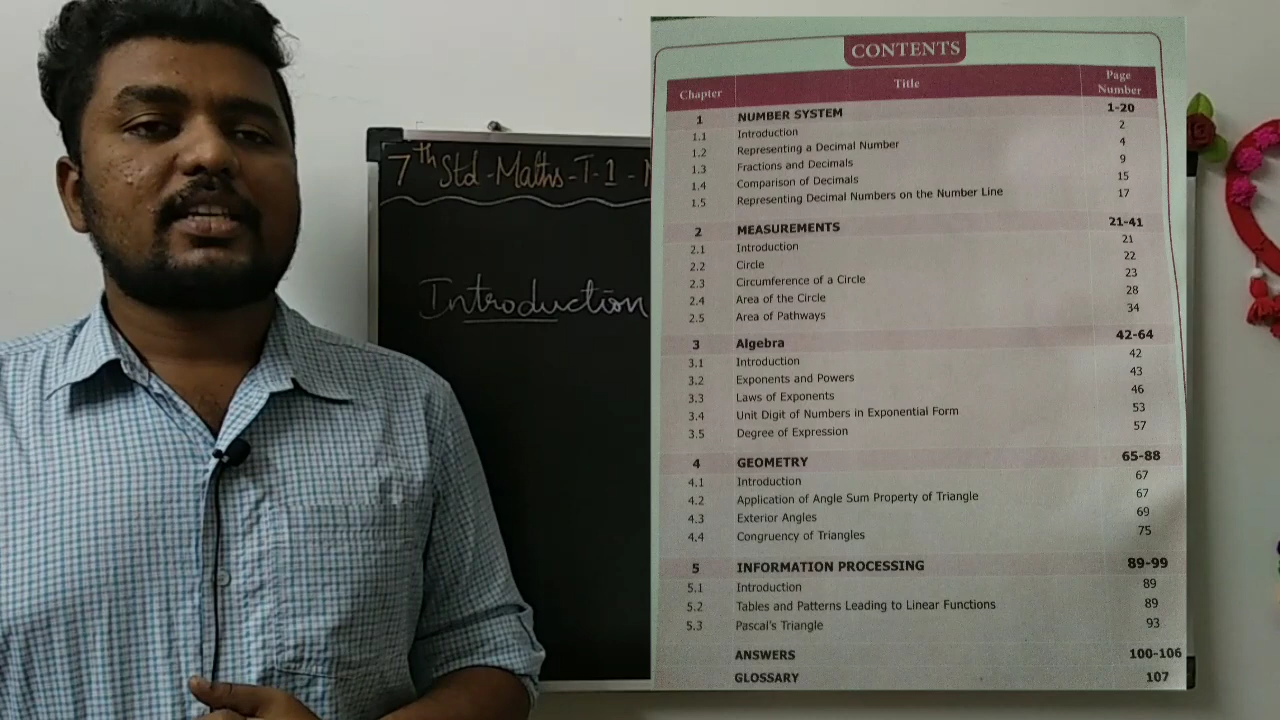 7th Std - Maths - T-1 -
Introduction
CONTENTS
Chapter Title Page Number
1 NUMBER SYSTEM 1-20
1.1 Introduction 2
1.2 Representing a Decimal Number 4
1.3 Fractions and Decimals 9
1.4 Comparison of Decimals 15
1.5 Representing Decimal Numbers on the Number Line 17
2 MEASUREMENTS 21-41
2.1 Introduction 21
2.2 Circle 22
2.3 Circumference of a Circle 23
2.4 Area of the Circle 28
2.5 Area of Pathways 34
3 Algebra 42-64
3.1 Introduction 42
3.2 Exponents and Powers 43
3.3 Laws of Exponents 46
3.4 Unit Digit of Numbers in Exponential Form 53
3.5 Degree of Expression 57
4 GEOMETRY 65-88
4.1 Introduction 67
4.2 Application of Angle Sum Property of Triangle 67
4.3 Exterior Angles 69
4.4 Congruency of Triangles 75
5 INFORMATION PROCESSING 89-99
5.1 Introduction 89
5.2 Tables and Patterns Leading to Linear Functions 89
5.3 Pascal's Triangle 93
ANSWERS 100-106
GLOSSARY 107